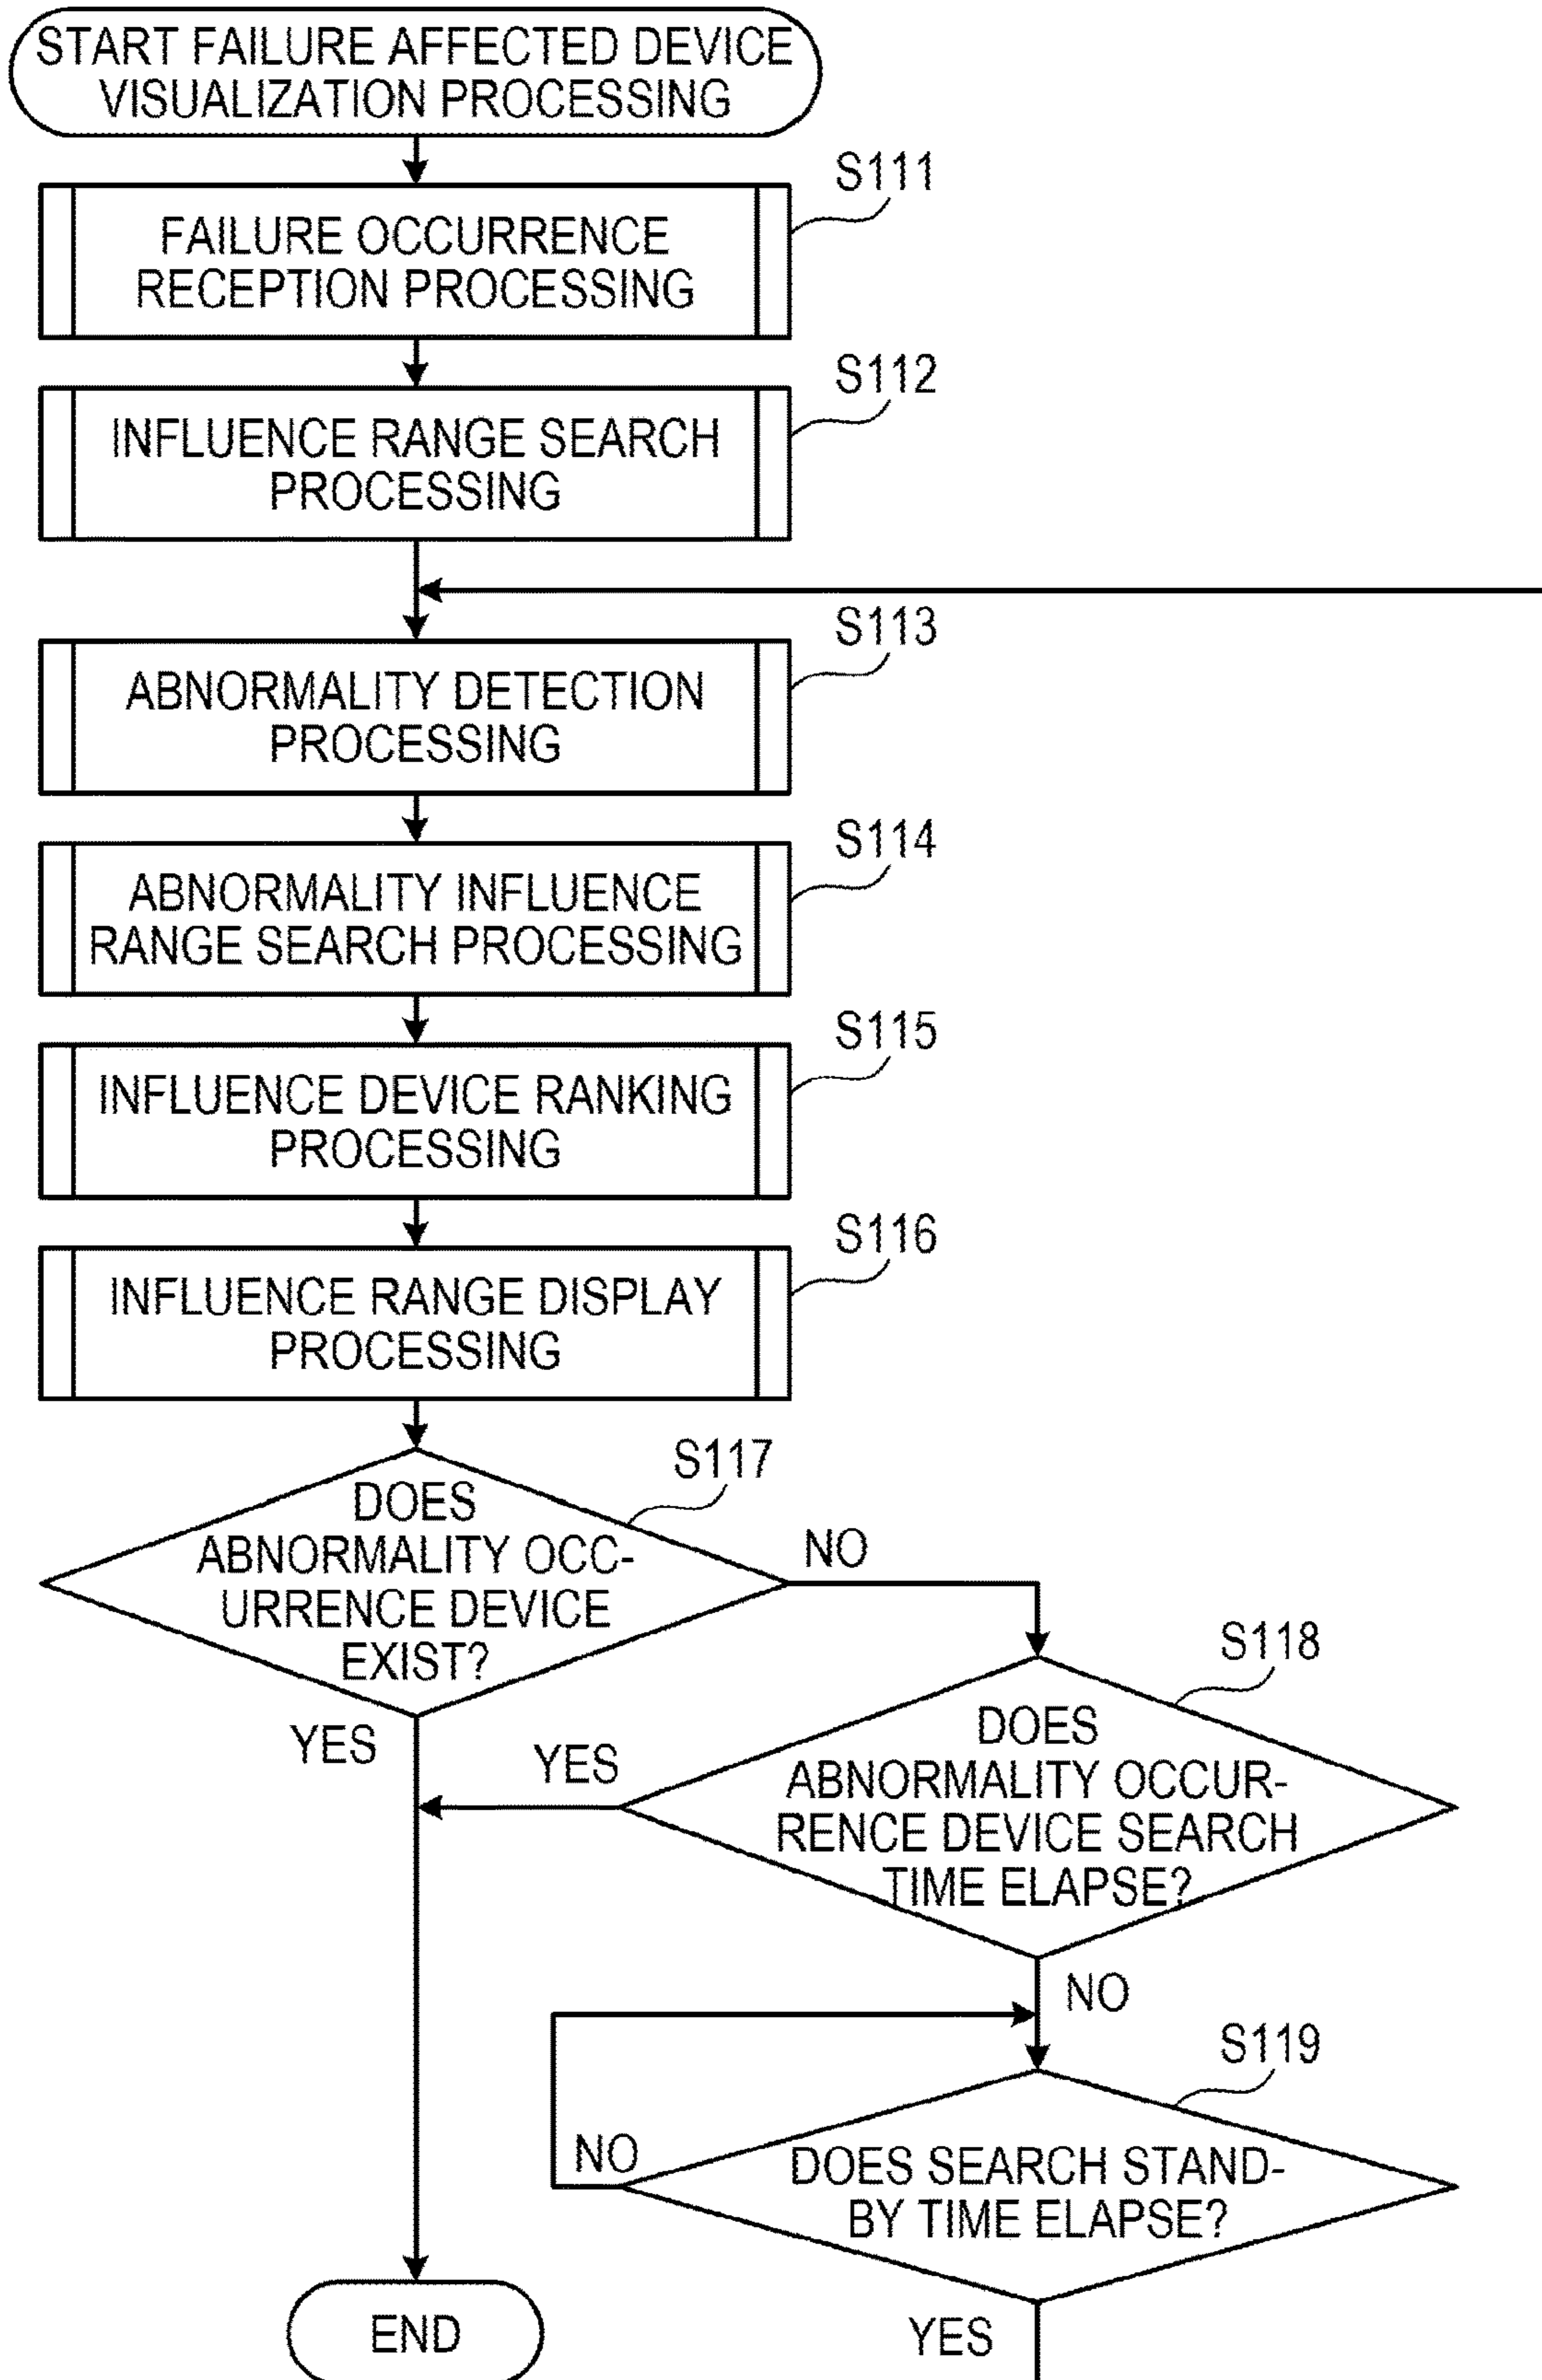 START FAILURE AFFECTED DEVICE
VISUALIZATION PROCESSING
S111
FAILURE OCCURRENCE
RECEPTION PROCESSING
S112
INFLUENCE RANGE SEARCH
PROCESSING
S113
ABNORMALITY DETECTION
PROCESSING
S114
ABNORMALITY INFLUENCE
RANGE SEARCH PROCESSING
S115
INFLUENCE DEVICE RANKING
PROCESSING
S116
INFLUENCE RANGE DISPLAY
PROCESSING
S117
DOES
ABNORMALITY OCC-
URRENCE DEVICE
EXIST?
NO
YES
S118
DOES
ABNORMALITY OCCUR-
RENCE DEVICE SEARCH
TIME ELAPSE?
YES
NO
S119
DOES SEARCH STAND-
BY TIME ELAPSE?
NO
YES
END